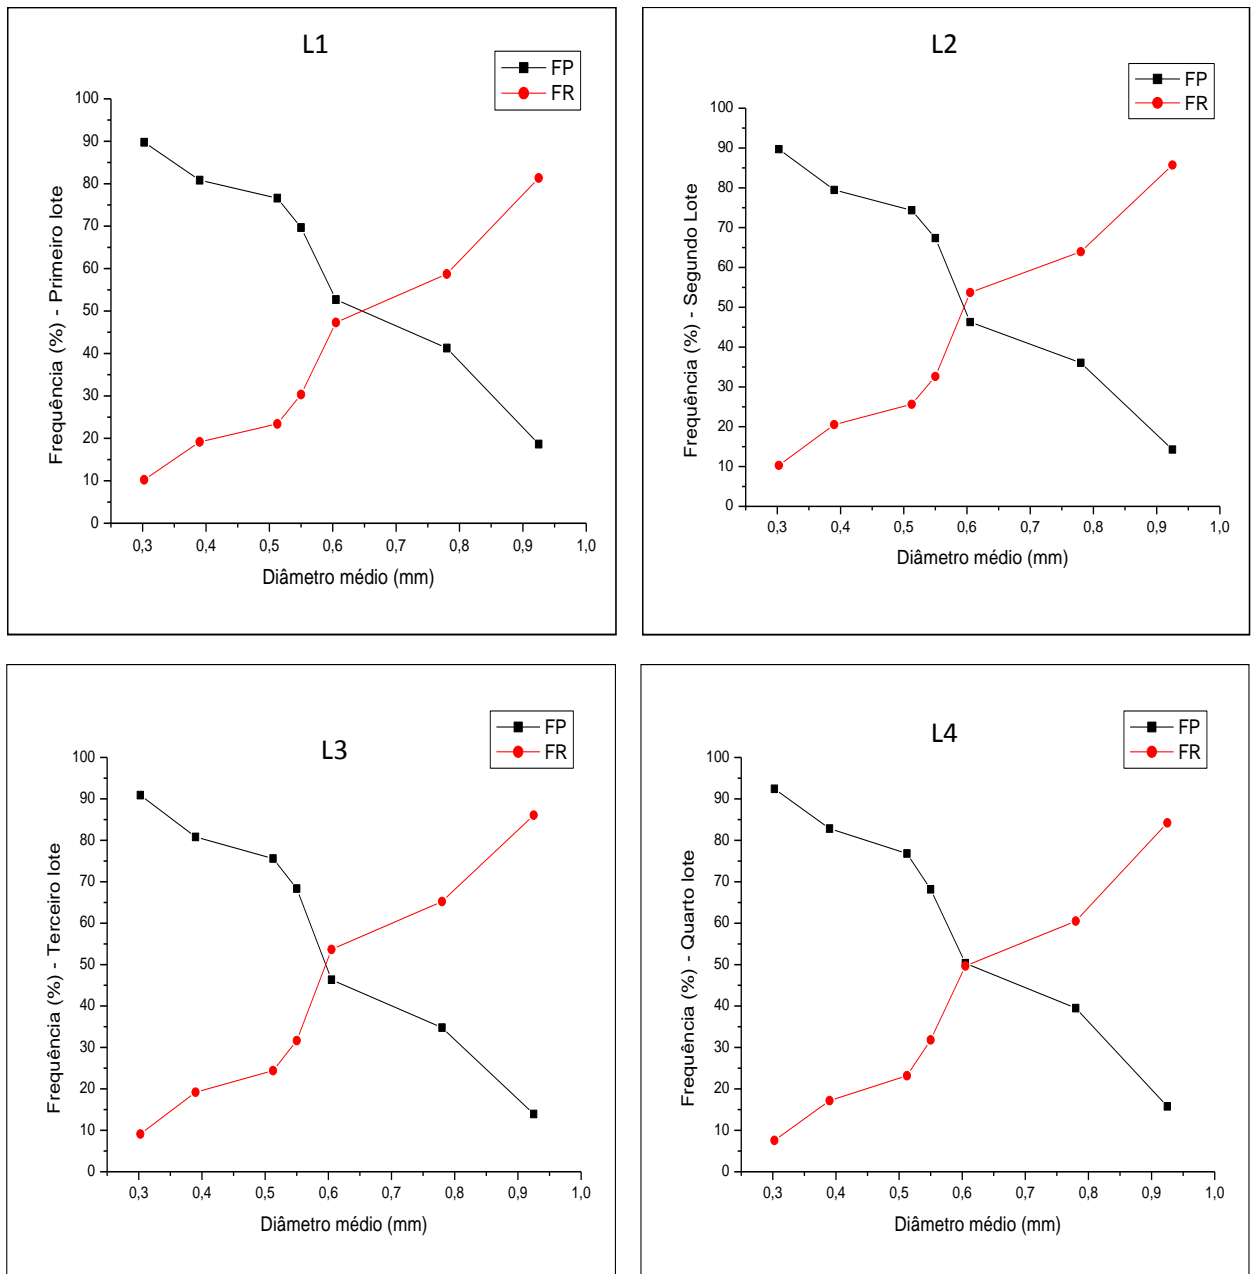 L1
FP
FR
100
90
80
70
60
50
40
30
20
10
0
Frequência (%) - Primeiro lote
0,3 0,4 0,5 0,6 0,7 0,8 0,9 1,0
Diâmetro médio (mm)
L2
FP
FR
100
90
80
70
60
50
40
30
20
10
0
Frequência (%) - Segundo Lote
0,3 0,4 0,5 0,6 0,7 0,8 0,9 1,0
Diâmetro médio (mm)
L3
FP
FR
100
90
80
70
60
50
40
30
20
10
0
Frequência (%) - Terceiro lote
0,3 0,4 0,5 0,6 0,7 0,8 0,9 1,0
Diâmetro médio (mm)
L4
FP
FR
100
90
80
70
60
50
40
30
20
10
0
Frequência (%) - Quarto lote
0,3 0,4 0,5 0,6 0,7 0,8 0,9 1,0
Diâmetro médio (mm)